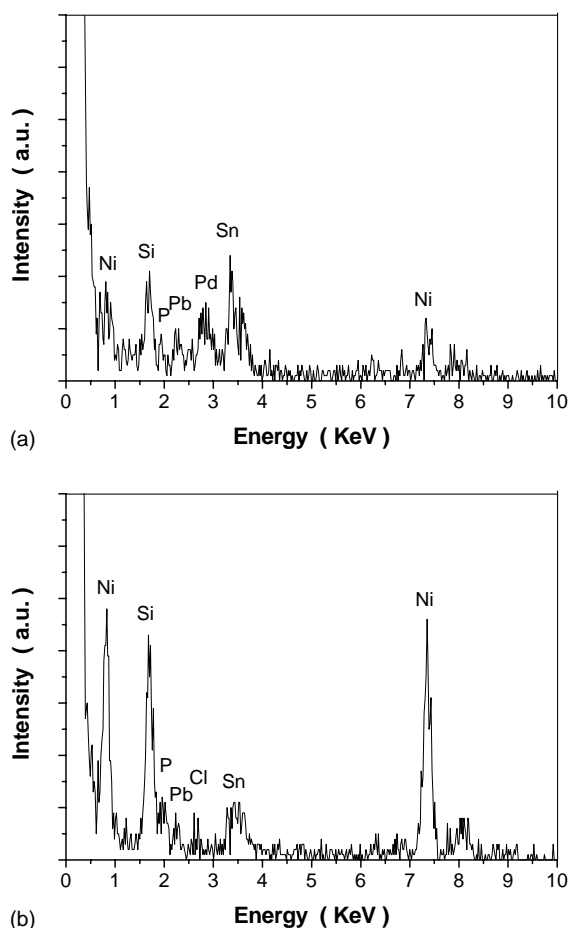 Intensity ( a.u. )
Ni
Si
P
Pb
Pd
Sn
Ni
0 1 2 3 4 5 6 7 8 9 10
Energy ( KeV )
(a)
Intensity ( a.u. )
Ni
Si
P
Pb
Cl
Sn
Ni
0 1 2 3 4 5 6 7 8 9 10
Energy ( KeV )
(b)